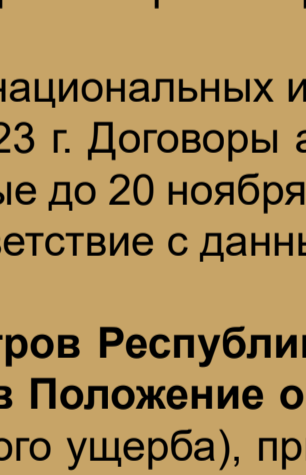 национальных и
23 г. Договоры а
ые до 20 ноября
ветствие с данн
тров Республи
в Положение о
ого ущерба), пр